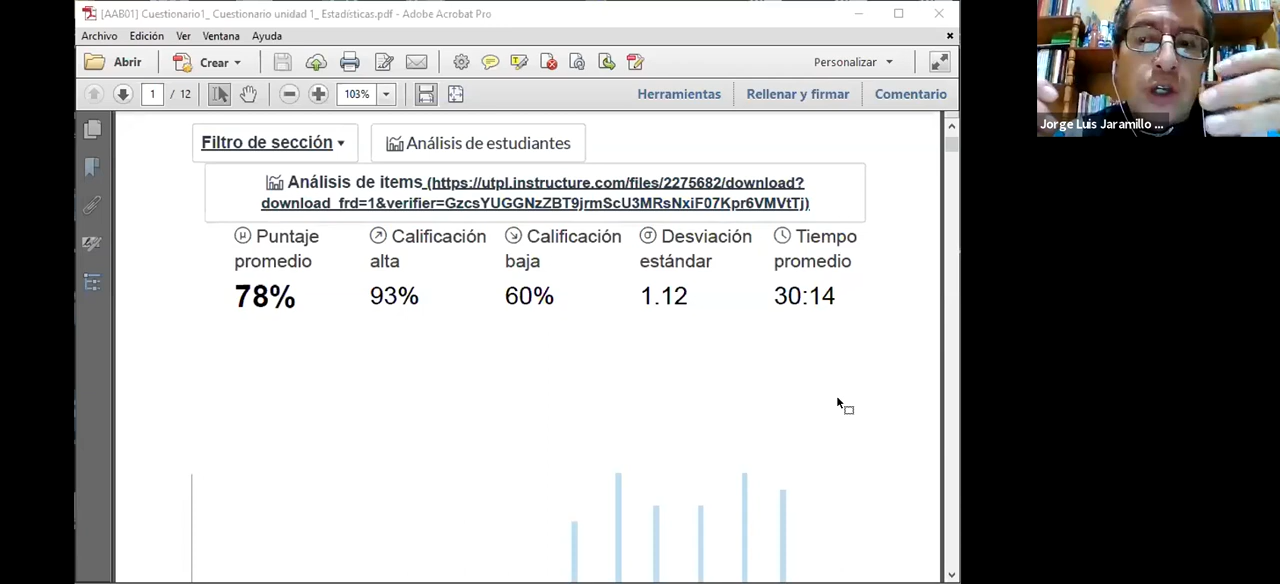 [AAB01] Cuestionario1_ Cuestionario unidad 1_ Estadísticas.pdf - Adobe Acrobat Pro
Archivo Edición Ver Ventana Ayuda
Abrir Crear Personalizar
1 / 12 103% Herramientas Rellenar y firmar Comentario
Jorge Luis Jaramillo ...
Filtro de sección Análisis de estudiantes
Análisis de items (https://utpl.instructure.com/files/2275682/download?
download_frd=1&verifier=GzcsYUGGNzZBT9jrmScU3MRsNxiF07Kpr6VMVtTj)
μ Puntaje Calificación Calificación σ Desviación Tiempo
promedio alta baja estándar promedio
78% 93% 60% 1.12 30:14